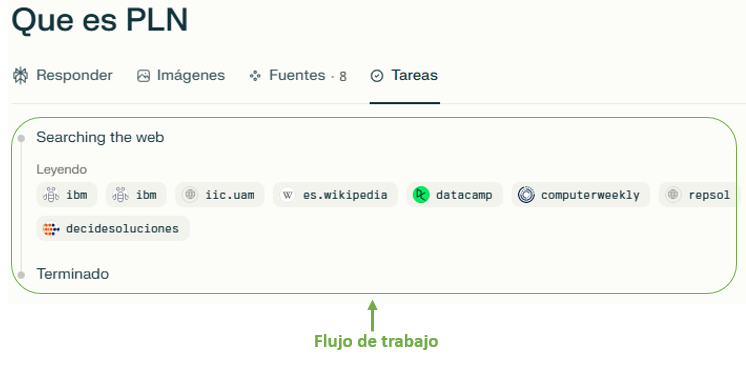 Que es PLN
Responder Imágenes Fuentes · 8 Tareas
Searching the web
Leyendo
ibm ibm iic.uam es.wikipedia datacamp computerweekly repsol
decidesoluciones
Terminado
Flujo de trabajo